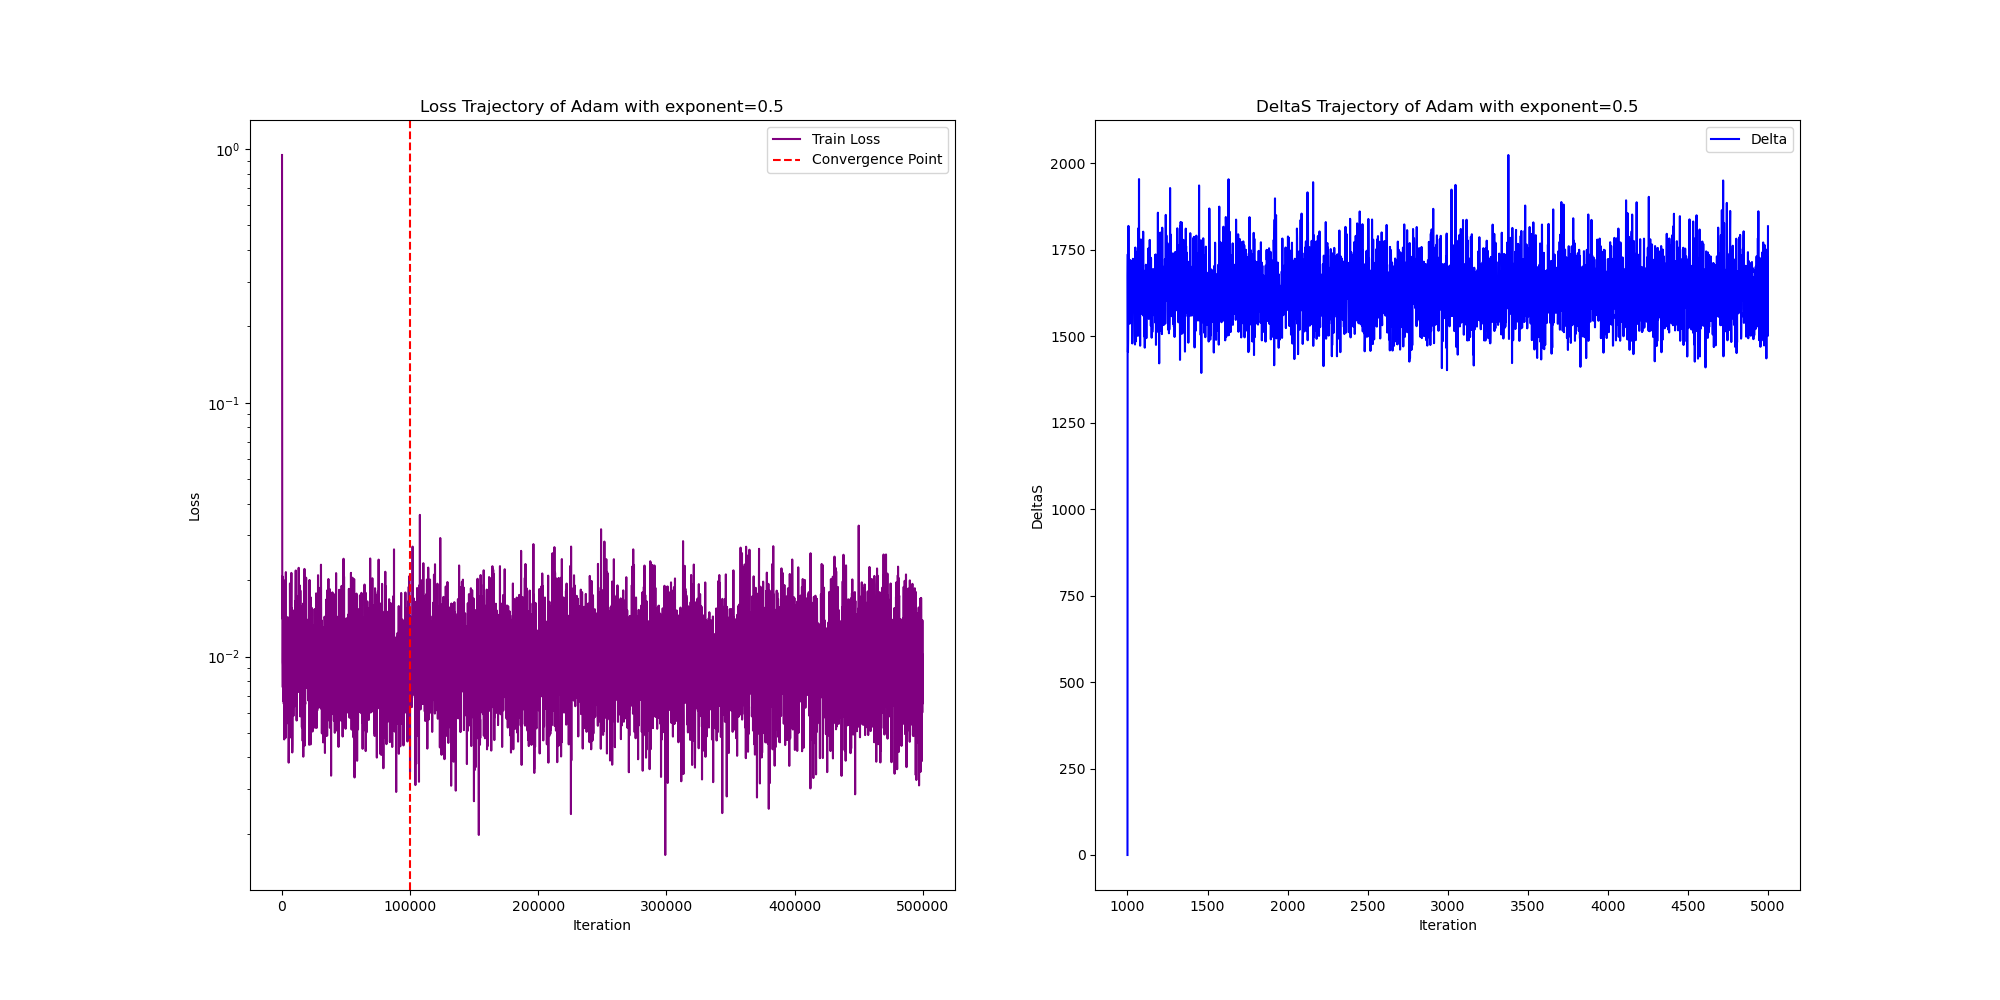 Loss Trajectory of Adam with exponent=0.5
Train Loss
Convergence Point
10^0
10^-1
10^-2
Loss
0 100000 200000 300000 400000 500000
Iteration
DeltaS Trajectory of Adam with exponent=0.5
Delta
2000
1750
1500
1250
1000
750
500
250
0
DeltaS
1000 1500 2000 2500 3000 3500 4000 4500 5000
Iteration